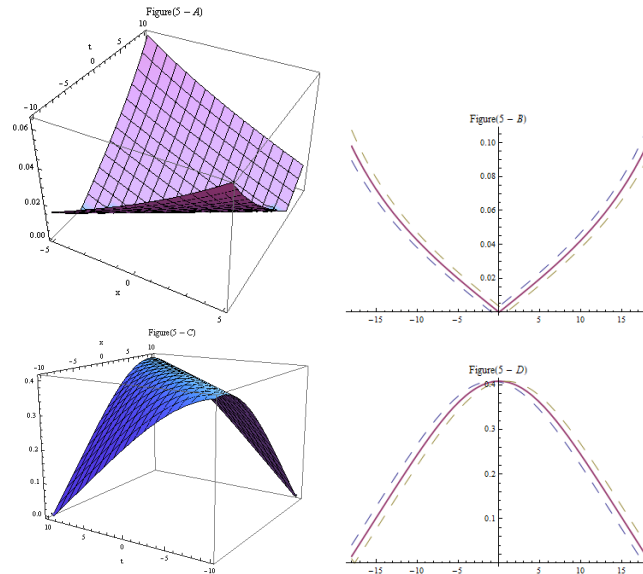 Figure(5 − A)
10
5
t
0
−5
−10
0.06
0.04
0.02
0.00
−5
0
x
5
Figure(5 − B)
0.10
0.08
0.06
0.04
0.02
−15 −10 −5 0 5 10 15
Figure(5 − C)
x
−10 −5 0 5 10
0.4
0.3
0.2
0.1
0.0
10 5 0 −5 −10
t
Figure(5 − D)
0.4
0.3
0.2
0.1
−15 −10 −5 0 5 10 15